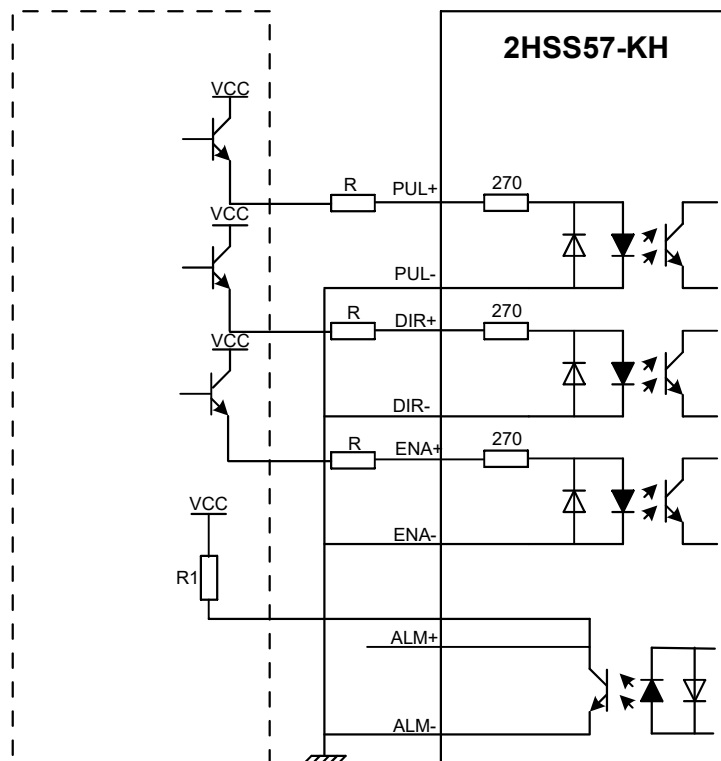 2HSS57-KH
VCC
R
PUL+
270
VCC
PUL-
R
DIR+
270
VCC
DIR-
R
ENA+
270
VCC
ENA-
R1
ALM+
ALM-